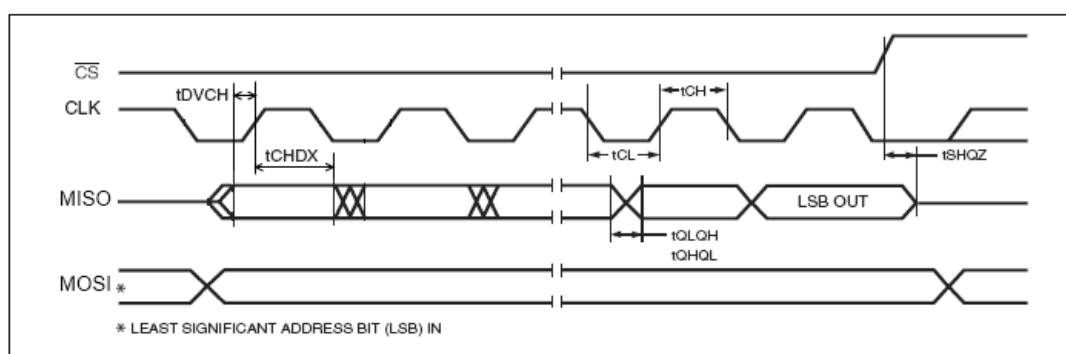 CS
tDVCH
tCH
CLK
tCL
tSHQZ
tCHDX
MISO
LSB OUT
tQLQH
tQHQL
MOSI *
* LEAST SIGNIFICANT ADDRESS BIT (LSB) IN